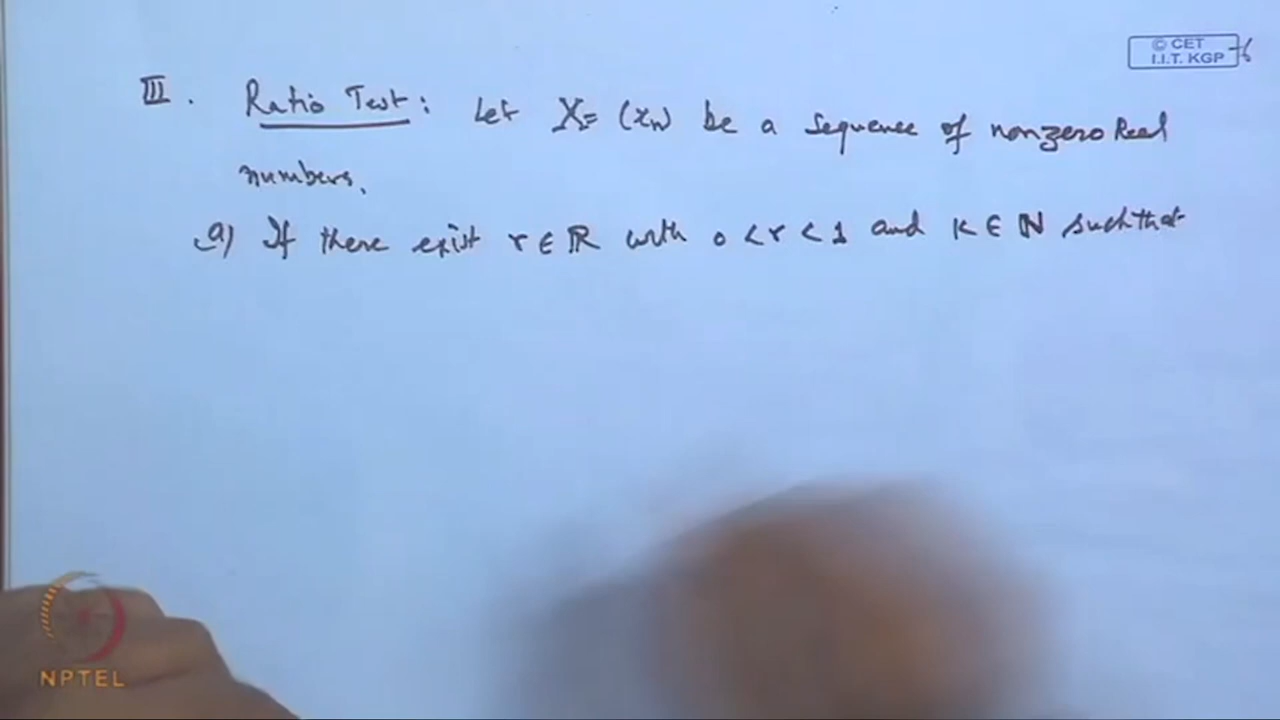 © CET
I.I.T. KGP
III. Ratio Test: Let X = (xn) be a sequence of nonzero Real
numbers.
a) If there exist r ∈ ℝ with 0 < r < 1 and K ∈ ℕ such that
NPTEL